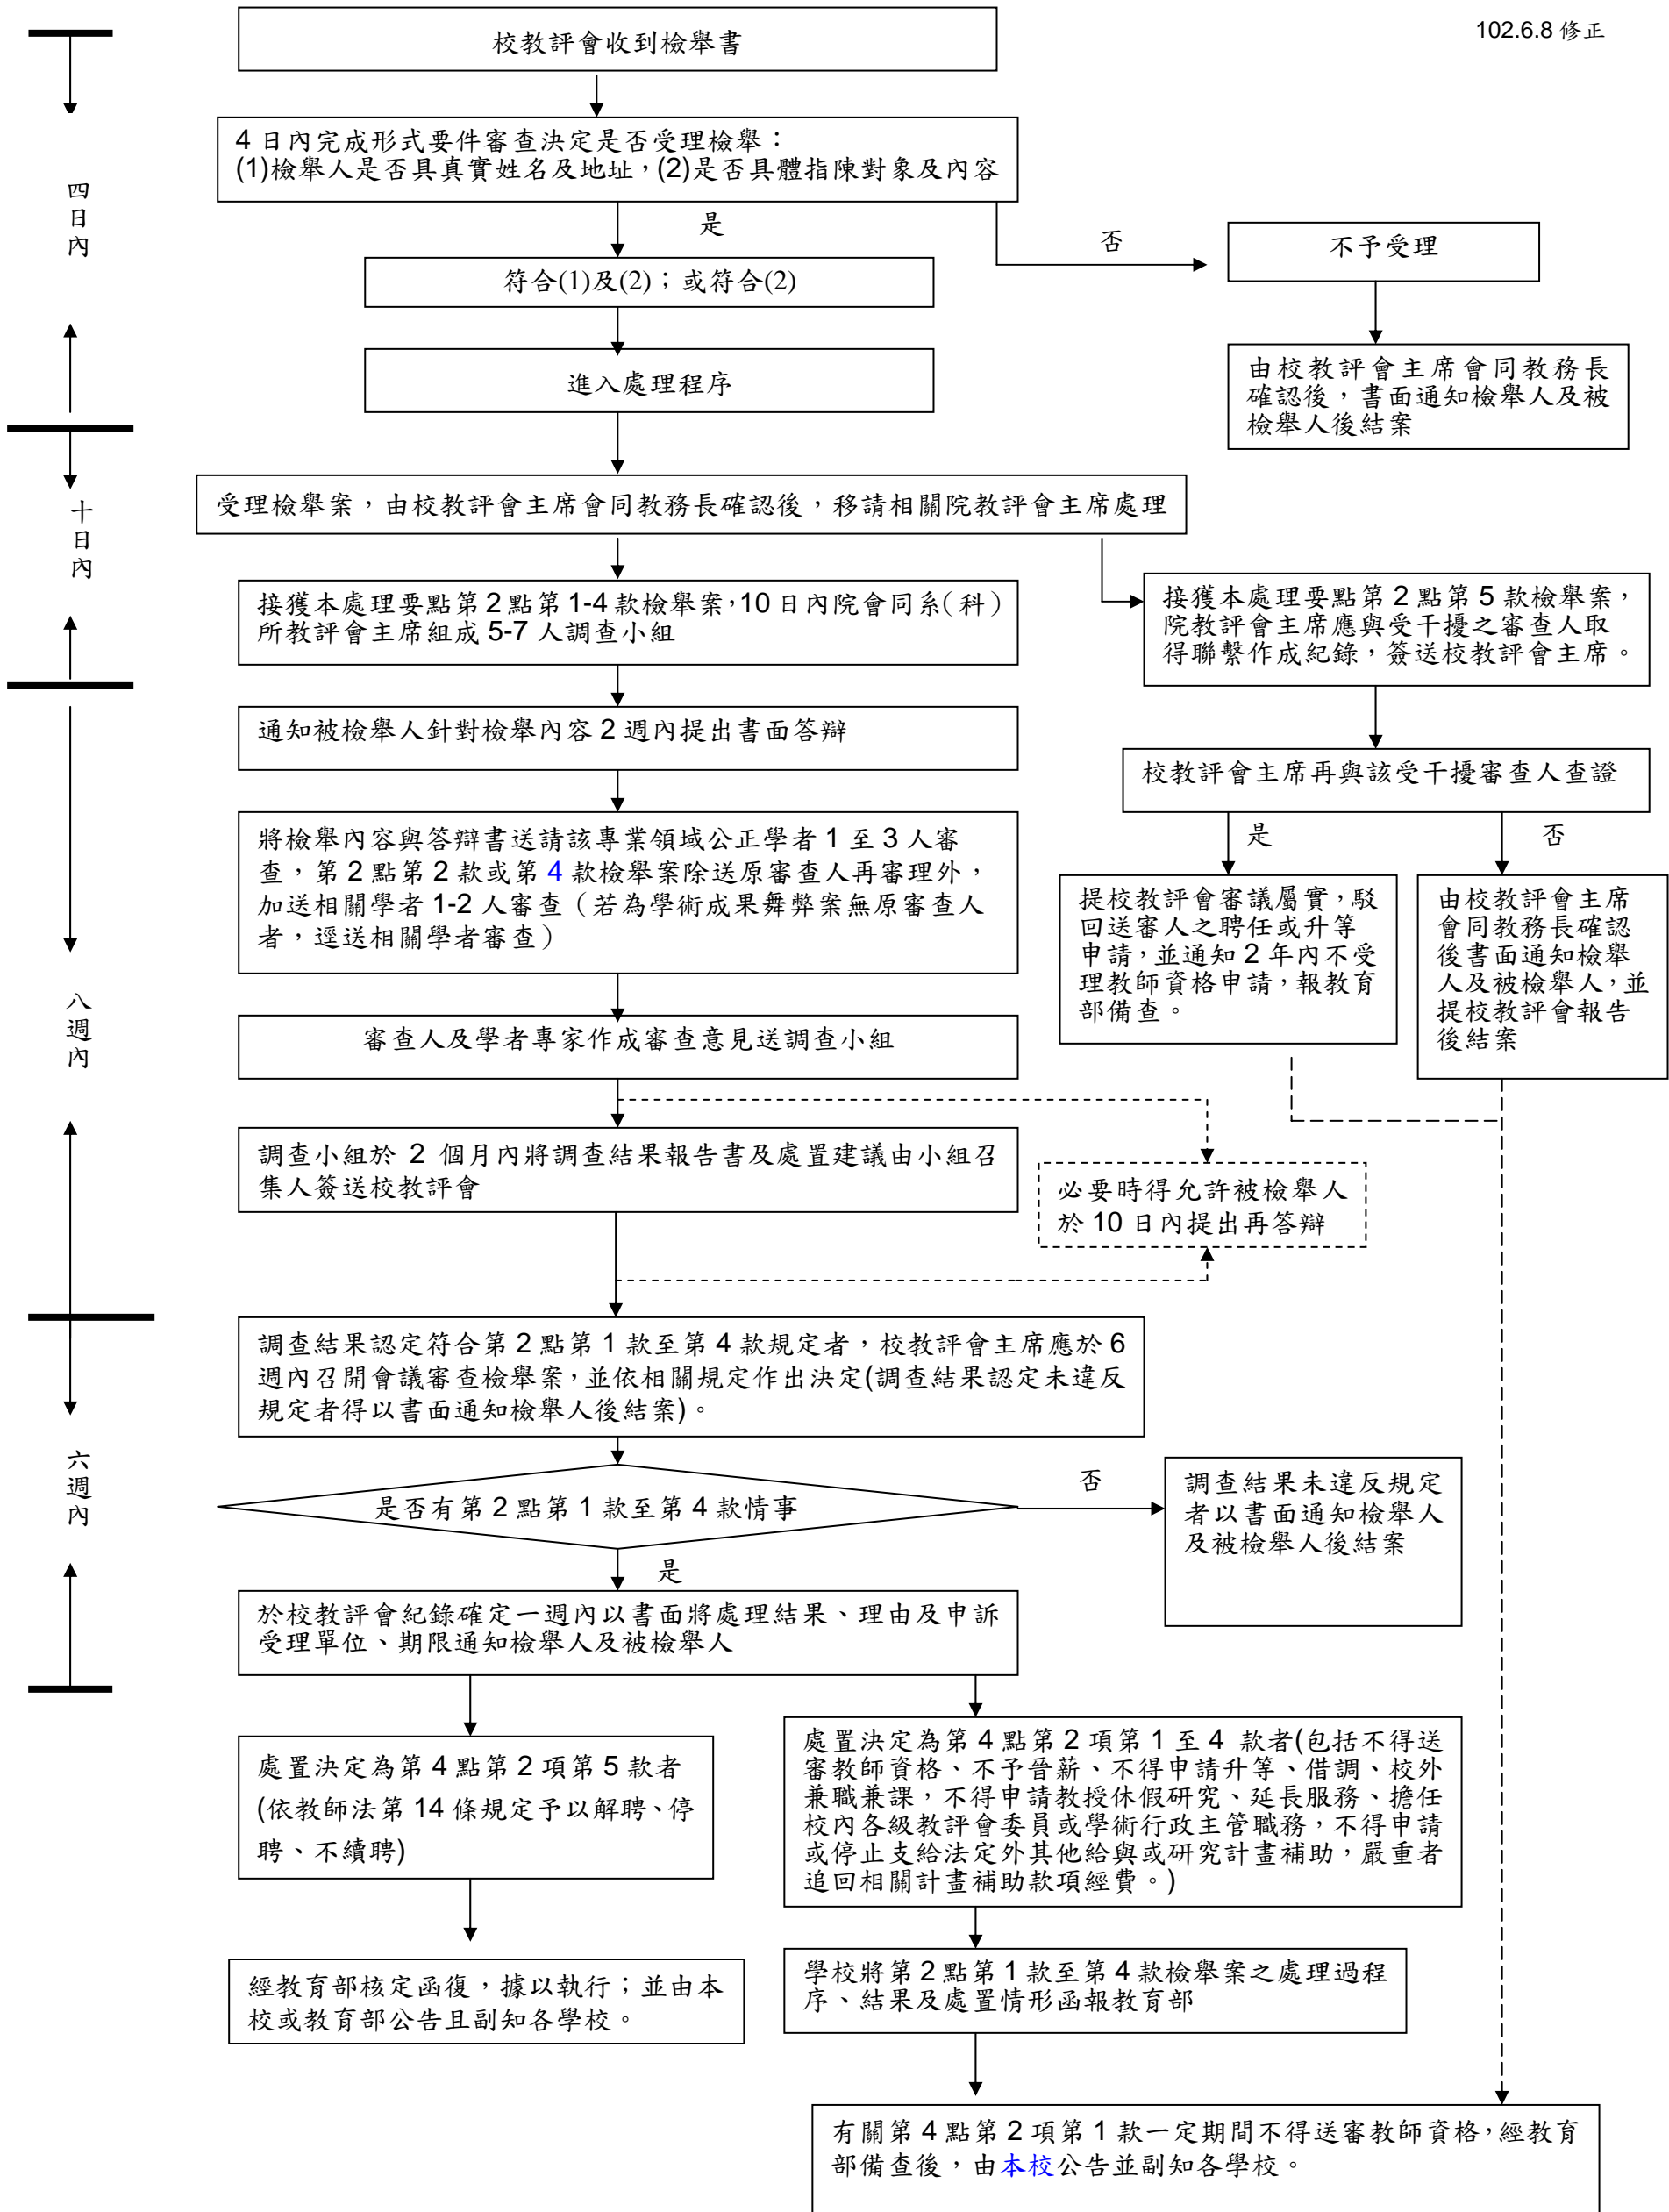 102.6.8 修正
校教評會收到檢舉書
4 日內完成形式要件審查決定是否受理檢舉：
(1)檢舉人是否具真實姓名及地址，(2)是否具體指陳對象及內容
四日內
是
否
不予受理
符合(1)及(2)；或符合(2)
由校教評會主席會同教務長
確認後，書面通知檢舉人及被
檢舉人後結案
進入處理程序
十日內
受理檢舉案，由校教評會主席會同教務長確認後，移請相關院教評會主席處理
接獲本處理要點第 2 點第 1-4 款檢舉案，10 日內院會同系(科)
所教評會主席組成 5-7 人調查小組
接獲本處理要點第 2 點第 5 款檢舉案，
院教評會主席應與受干擾之審查人取
得聯繫作成紀錄，簽送校教評會主席。
通知被檢舉人針對檢舉內容 2 週內提出書面答辯
校教評會主席再與該受干擾審查人查證
是
否
將檢舉內容與答辯書送請該專業領域公正學者 1 至 3 人審
查，第 2 點第 2 款或第 4 款檢舉案除送原審查人再審理外，
加送相關學者 1-2 人審查（若為學術成果舞弊案無原審查人
者，逕送相關學者審查）
提校教評會審議屬實，駁
回送審人之聘任或升等
申請，並通知 2 年內不受
理教師資格申請，報教育
部備查。
由校教評會主席
會同教務長確認
後書面通知檢舉
人及被檢舉人，並
提校教評會報告
後結案
八週內
審查人及學者專家作成審查意見送調查小組
調查小組於 2 個月內將調查結果報告書及處置建議由小組召
集人簽送校教評會
必要時得允許被檢舉人
於 10 日內提出再答辯
調查結果認定符合第 2 點第 1 款至第 4 款規定者，校教評會主席應於 6
週內召開會議審查檢舉案，並依相關規定作出決定(調查結果認定未違反
規定者得以書面通知檢舉人後結案)。
六週內
是否有第 2 點第 1 款至第 4 款情事
否
調查結果未違反規定
者以書面通知檢舉人
及被檢舉人後結案
是
於校教評會紀錄確定一週內以書面將處理結果、理由及申訴
受理單位、期限通知檢舉人及被檢舉人
處置決定為第 4 點第 2 項第 5 款者
(依教師法第 14 條規定予以解聘、停
聘、不續聘)
處置決定為第 4 點第 2 項第 1 至 4 款者(包括不得送
審教師資格、不予晉薪、不得申請升等、借調、校外
兼職兼課，不得申請教授休假研究、延長服務、擔任
校內各級教評會委員或學術行政主管職務，不得申請
或停止支給法定外其他給與或研究計畫補助，嚴重者
追回相關計畫補助款項經費。)
經教育部核定函復，據以執行；並由本
校或教育部公告且副知各學校。
學校將第 2 點第 1 款至第 4 款檢舉案之處理過程
序、結果及處置情形函報教育部
有關第 4 點第 2 項第 1 款一定期間不得送審教師資格，經教育
部備查後，由本校公告並副知各學校。